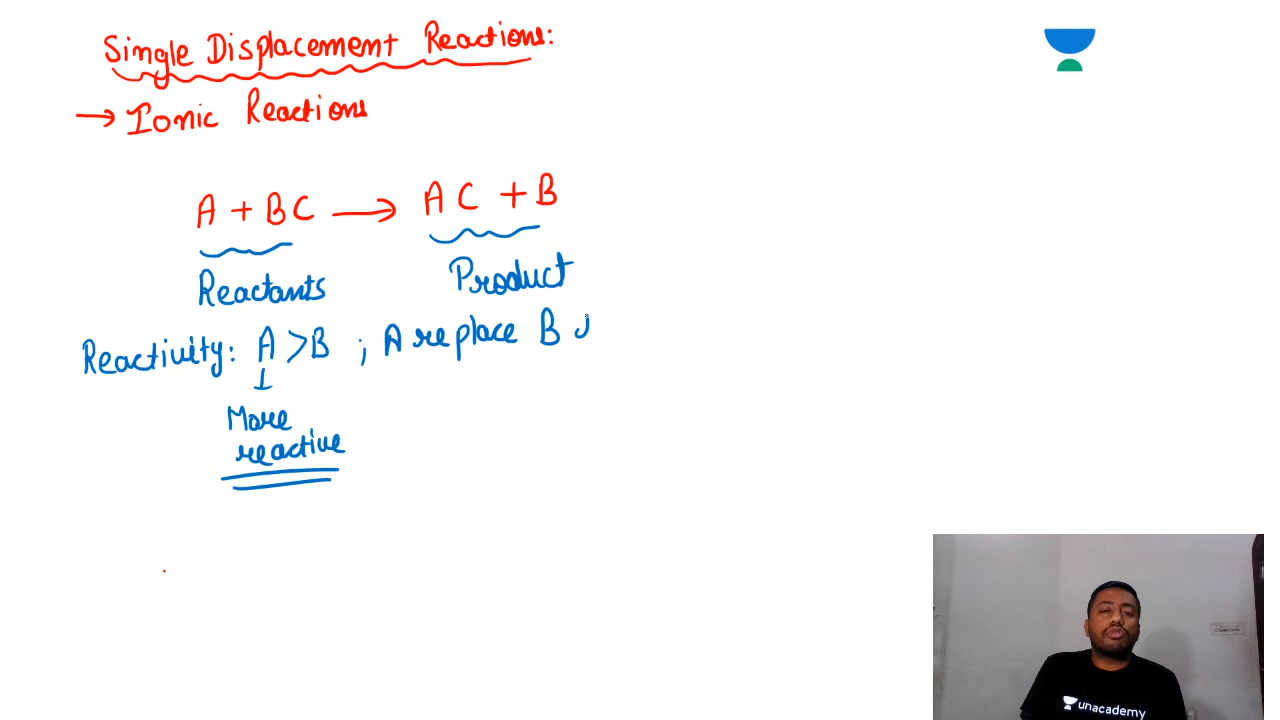 Single Displacement Reactions:
→ Ionic Reactions
A + BC → AC + B
Reactants Product
Reactivity: A > B ; A replace B
More
reactive
unacademy